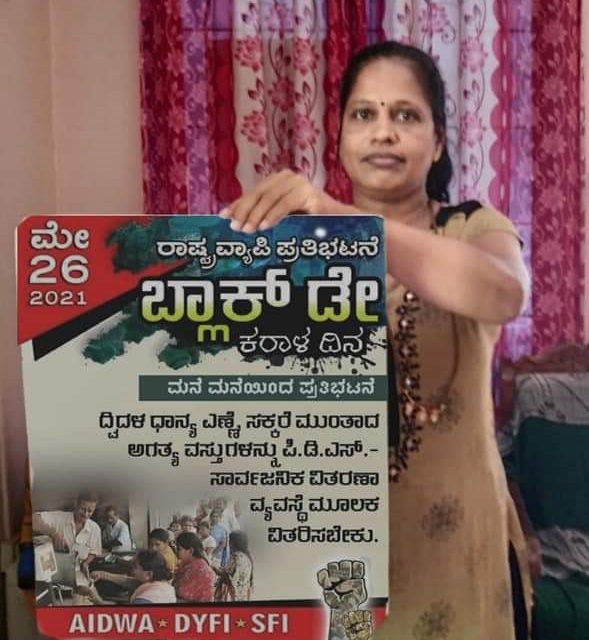 ಮೇ
26
2021
ರಾಷ್ಟ್ರವ್ಯಾಪಿ ಪ್ರತಿಭಟನೆ
ಬ್ಲಾಕ್ ಡೇ
ಕರಾಳ ದಿನ
ಮನೆ ಮನೆಯಿಂದ ಪ್ರತಿಭಟನೆ
ದ್ವಿದಳ ಧಾನ್ಯ ಎಣ್ಣೆ, ಸಕ್ಕರೆ ಮುಂತಾದ
ಅಗತ್ಯ ವಸ್ತುಗಳನ್ನು ಪಿ.ಡಿ.ಎಸ್.-
ಸಾರ್ವಜನಿಕ ವಿತರಣಾ
ವ್ಯವಸ್ಥೆ ಮೂಲಕ
ವಿತರಿಸಬೇಕು.
AIDWA★DYFI★SFI